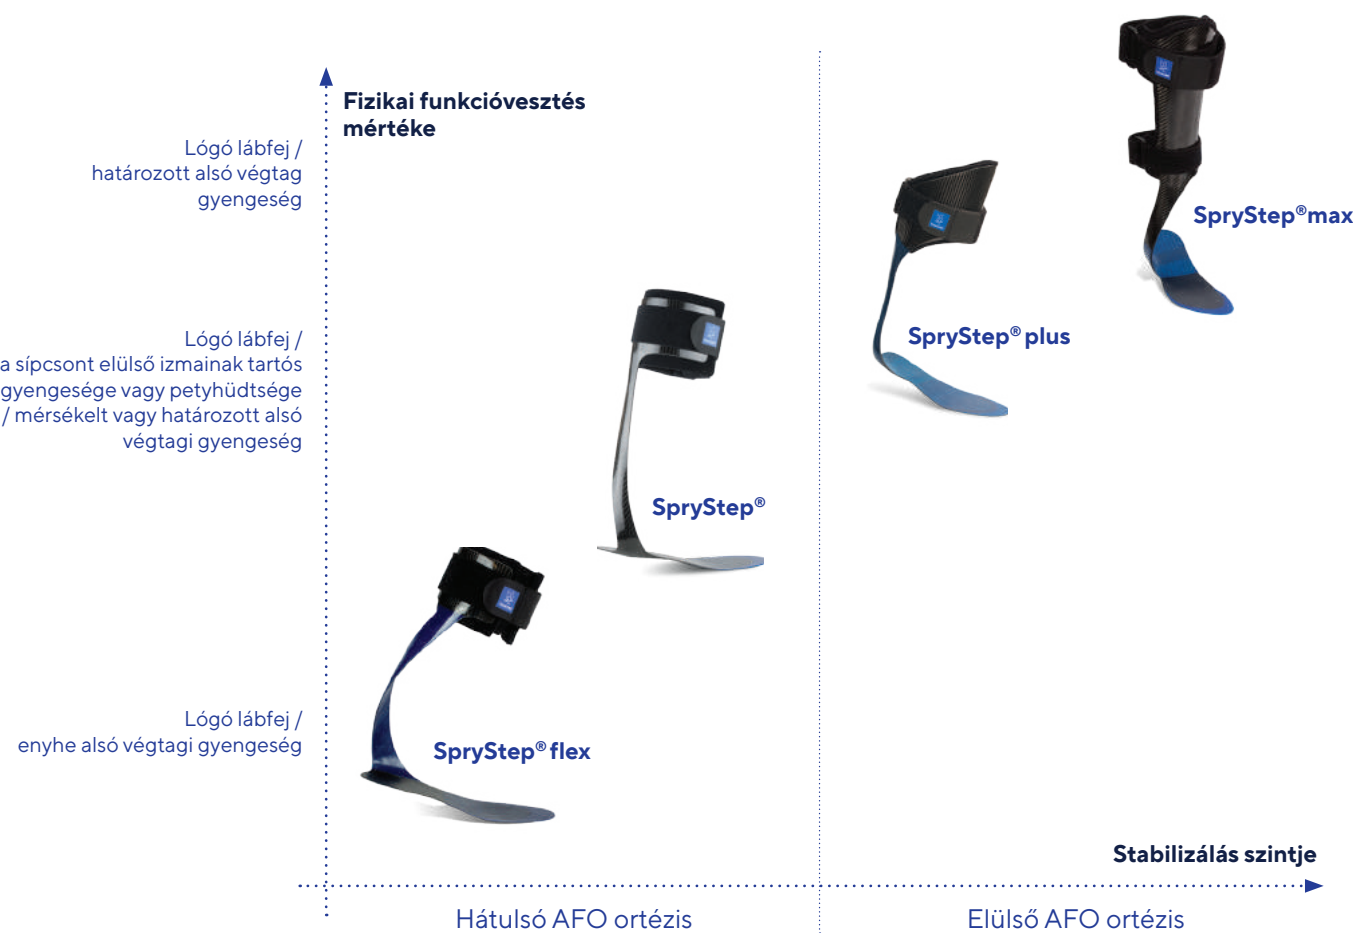 Fizikai funkcióvesztés
mértéke
Lógó lábfej /
határozott alsó végtag
gyengeség
SpryStep®max
Lógó lábfej /
a sípcsont elülső izmainak tartós
gyengesége vagy petyhüdtsége
/ mérsékelt vagy határozott alsó
végtagi gyengeség
SpryStep® plus
SpryStep®
Lógó lábfej /
enyhe alsó végtagi gyengeség
SpryStep® flex
Stabilizálás szintje
Hátulsó AFO ortézis
Elülső AFO ortézis